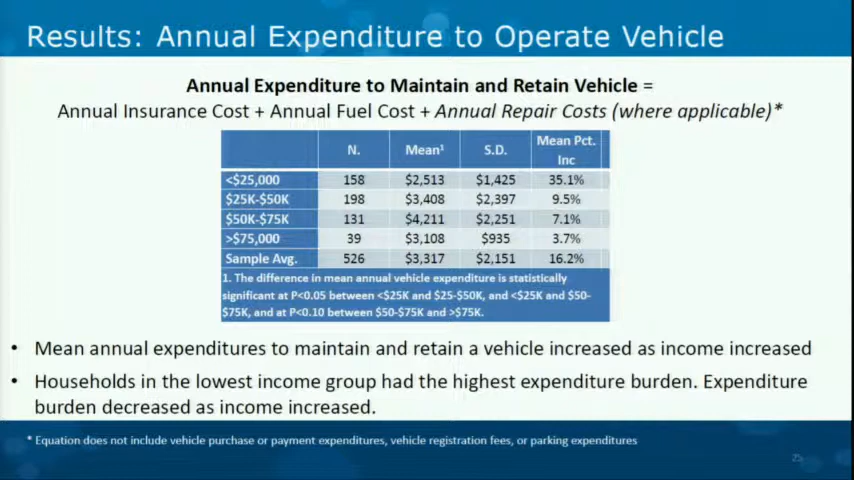 Results: Annual Expenditure to Operate Vehicle
Annual Expenditure to Maintain and Retain Vehicle =
Annual Insurance Cost + Annual Fuel Cost + Annual Repair Costs (where applicable)*
N. Mean¹ S.D. Mean Pct. Inc
<$25,000 158 $2,513 $1,425 35.1%
$25K-$50K 198 $3,408 $2,397 9.5%
$50K-$75K 131 $4,211 $2,251 7.1%
>$75,000 39 $3,108 $935 3.7%
Sample Avg. 526 $3,317 $2,151 16.2%
1. The difference in mean annual vehicle expenditure is statistically
significant at P<0.05 between <$25K and $25-$50K, and <$25K and $50-
$75K, and at P<0.10 between $50-$75K and >$75K.
• Mean annual expenditures to maintain and retain a vehicle increased as income increased
• Households in the lowest income group had the highest expenditure burden. Expenditure
burden decreased as income increased.
* Equation does not include vehicle purchase or payment expenditures, vehicle registration fees, or parking expenditures